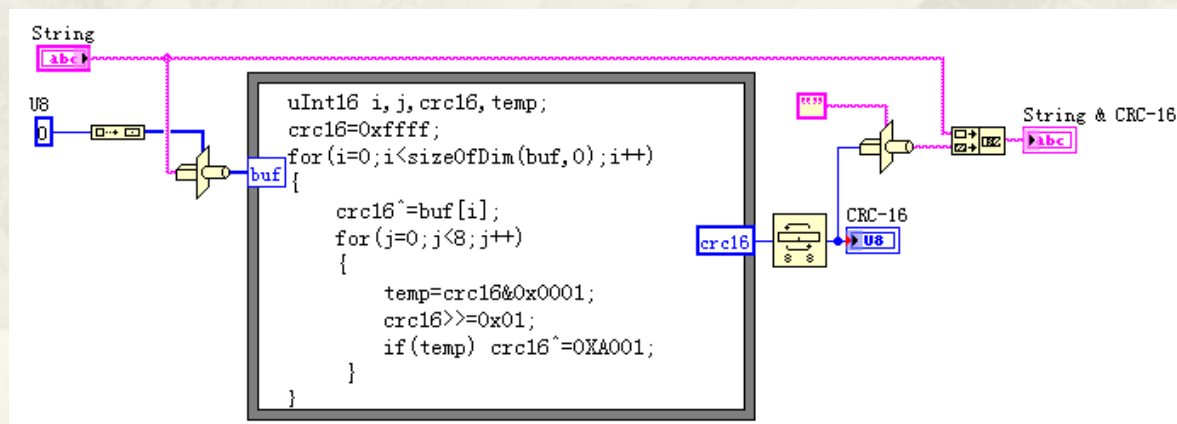 String
abc
U8
0
buf
uInt16 i,j,crc16,temp;
crc16=0xffff;
for(i=0;i<sizeOfDim(buf,0);i++)
{
crc16^=buf[i];
for(j=0;j<8;j++)
{
temp=crc16&0x0001;
crc16>>=0x01;
if(temp) crc16^=0XA001;
}
}
crc16
""
String & CRC-16
abc
CRC-16
U8